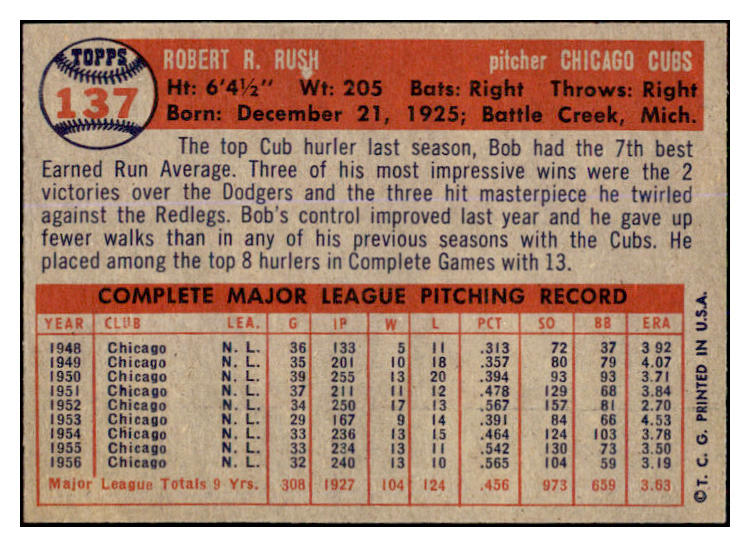 TOPPS
137
ROBERT R. RUSH pitcher CHICAGO CUBS
Ht: 6'4½" Wt: 205 Bats: Right Throws: Right
Born: December 21, 1925; Battle Creek, Mich.
The top Cub hurler last season, Bob had the 7th best
Earned Run Average. Three of his most impressive wins were the 2
victories over the Dodgers and the three hit masterpiece he twirled
against the Redlegs. Bob's control improved last year and he gave up
fewer walks than in any of his previous seasons with the Cubs. He
placed among the top 8 hurlers in Complete Games with 13.
COMPLETE MAJOR LEAGUE PITCHING RECORD
YEAR CLUB LEA. G IP W L PCT SO BB ERA
1948 Chicago N. L. 36 133 5 11 .313 72 37 3 92
1949 Chicago N. L. 35 201 10 18 .357 80 79 4.07
1950 Chicago N. L. 39 255 13 20 .394 93 93 3.71
1951 Chicago N. L. 37 211 11 12 .478 129 68 3.84
1952 Chicago N. L. 34 250 17 13 .567 157 81 2.70
1953 Chicago N. L. 29 167 9 14 .391 84 66 4.53
1954 Chicago N. L. 33 236 13 15 .464 124 103 3.78
1955 Chicago N. L. 33 234 13 11 .542 130 73 3.50
1956 Chicago N. L. 32 240 13 10 .565 104 59 3.19
Major League Totals 9 Yrs. 308 1927 104 124 .456 973 659 3.63
© T. C. G. PRINTED IN U.S.A.